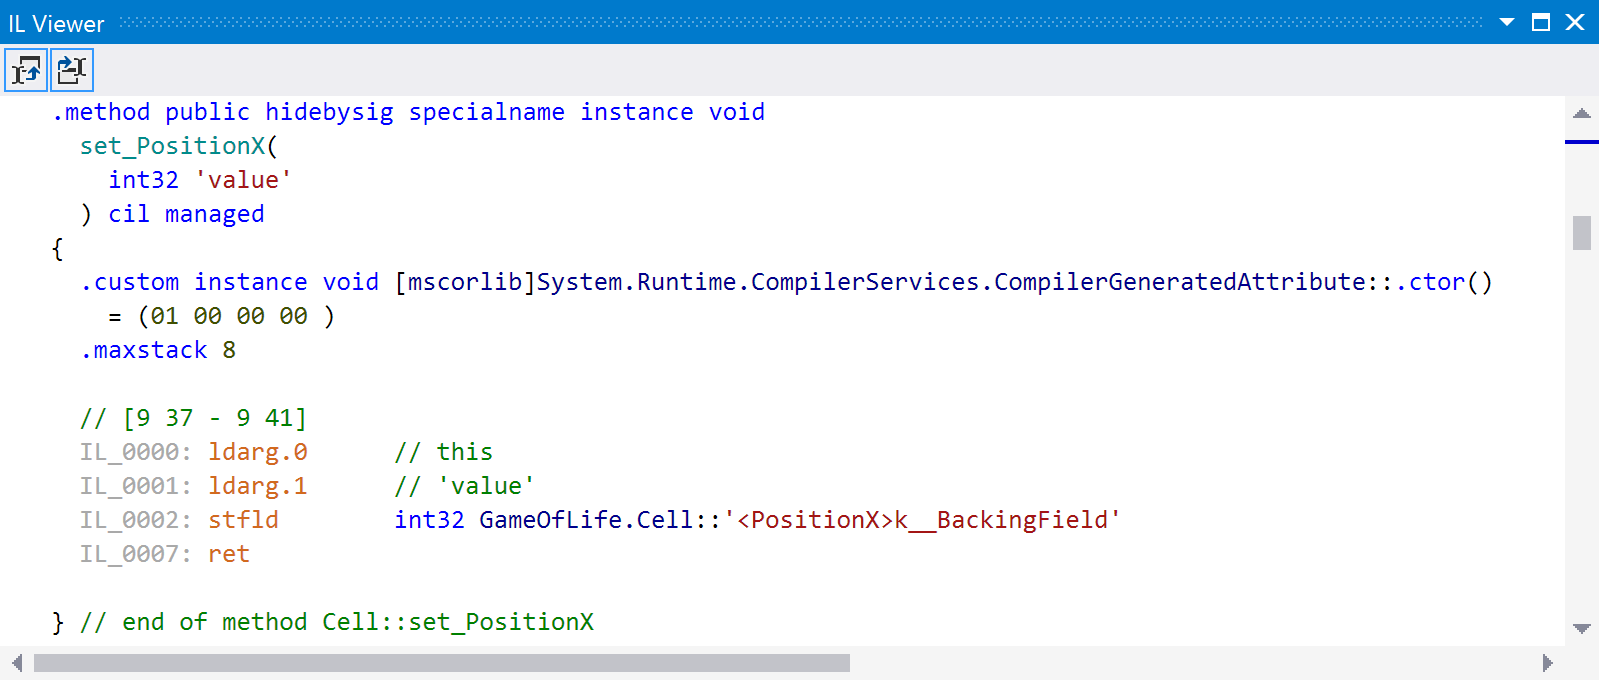 IL Viewer
.method public hidebysig specialname instance void
set_PositionX(
int32 'value'
) cil managed
{
.custom instance void [mscorlib]System.Runtime.CompilerServices.CompilerGeneratedAttribute::.ctor()
= (01 00 00 00 )
.maxstack 8
// [9 37 - 9 41]
IL_0000: ldarg.0 // this
IL_0001: ldarg.1 // 'value'
IL_0002: stfld int32 GameOfLife.Cell::'<PositionX>k__BackingField'
IL_0007: ret
} // end of method Cell::set_PositionX